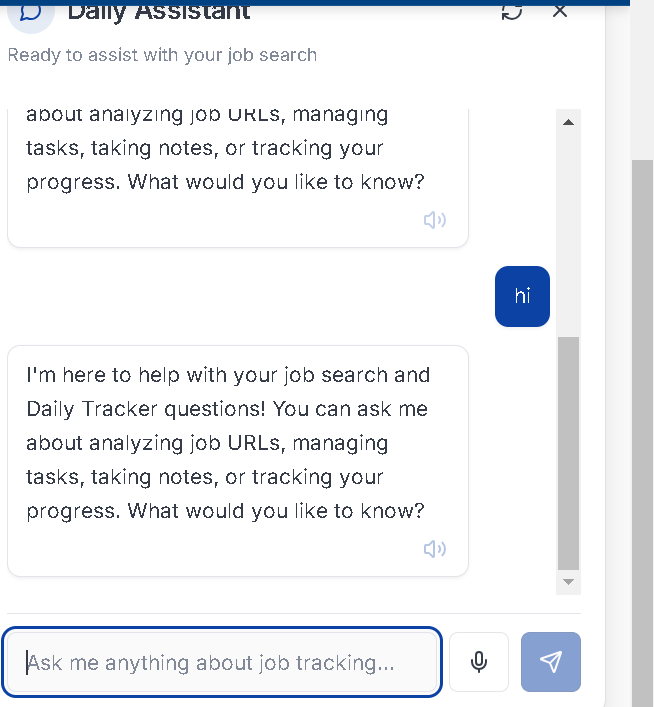 Daily Assistant
Ready to assist with your job search
about analyzing job URLs, managing
tasks, taking notes, or tracking your
progress. What would you like to know?
hi
I'm here to help with your job search and
Daily Tracker questions! You can ask me
about analyzing job URLs, managing
tasks, taking notes, or tracking your
progress. What would you like to know?
Ask me anything about job tracking...